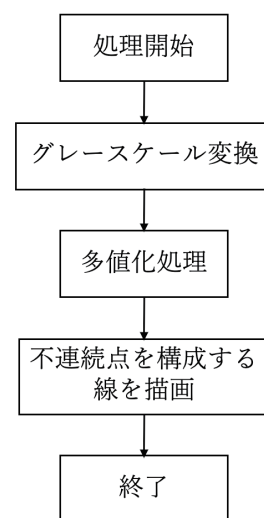 処理開始
グレースケール変換
多値化処理
不連続点を構成する
線を描画
終了